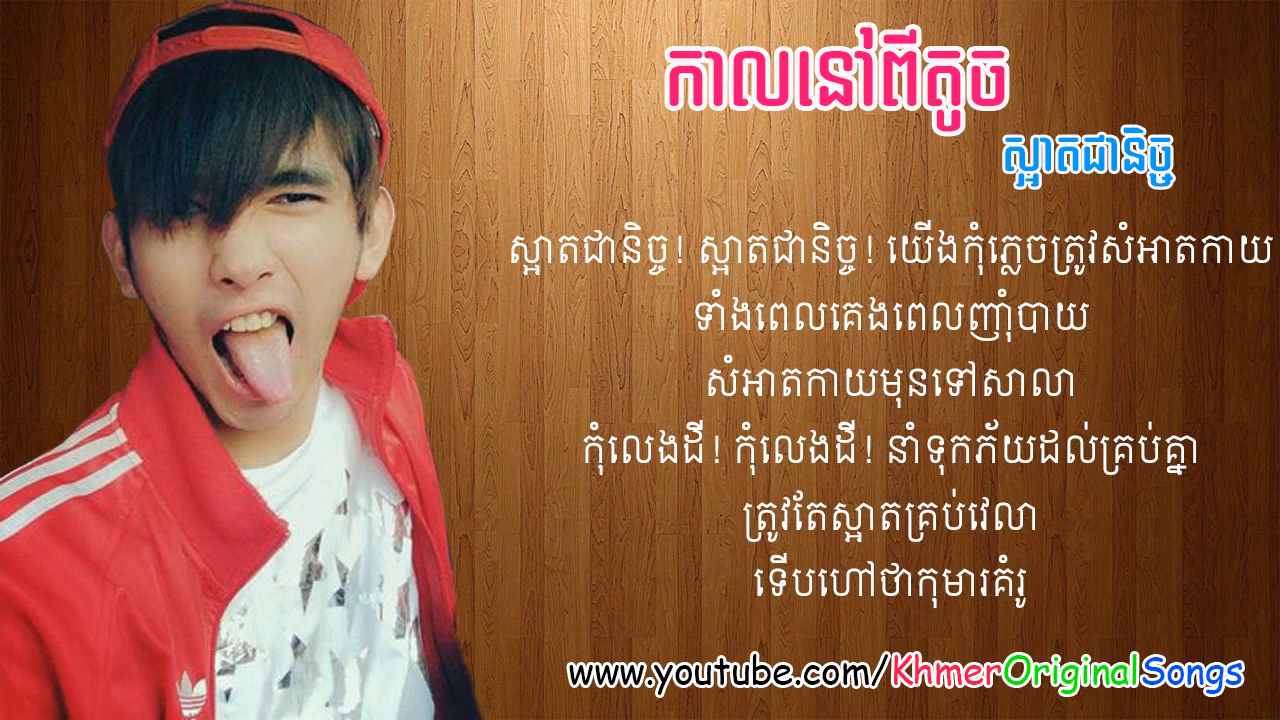 កាលនៅពីតូច
ស្អាតជានិច្ច
ស្អាតជានិច្ច! ស្អាតជានិច្ច! យើងកុំភ្លេចត្រូវសំអាតកាយ
ទាំងពេលគេងពេលញ៉ាំបាយ
សំអាតកាយមុនទៅសាលា
កុំលេងដី! កុំលេងដី! នាំទុកភ័យដល់គ្រប់គ្នា
ត្រូវតែស្អាតគ្រប់វេលា
ទើបហៅថាកុមារគំរូ
www.youtube.com/KhmerOriginalSongs